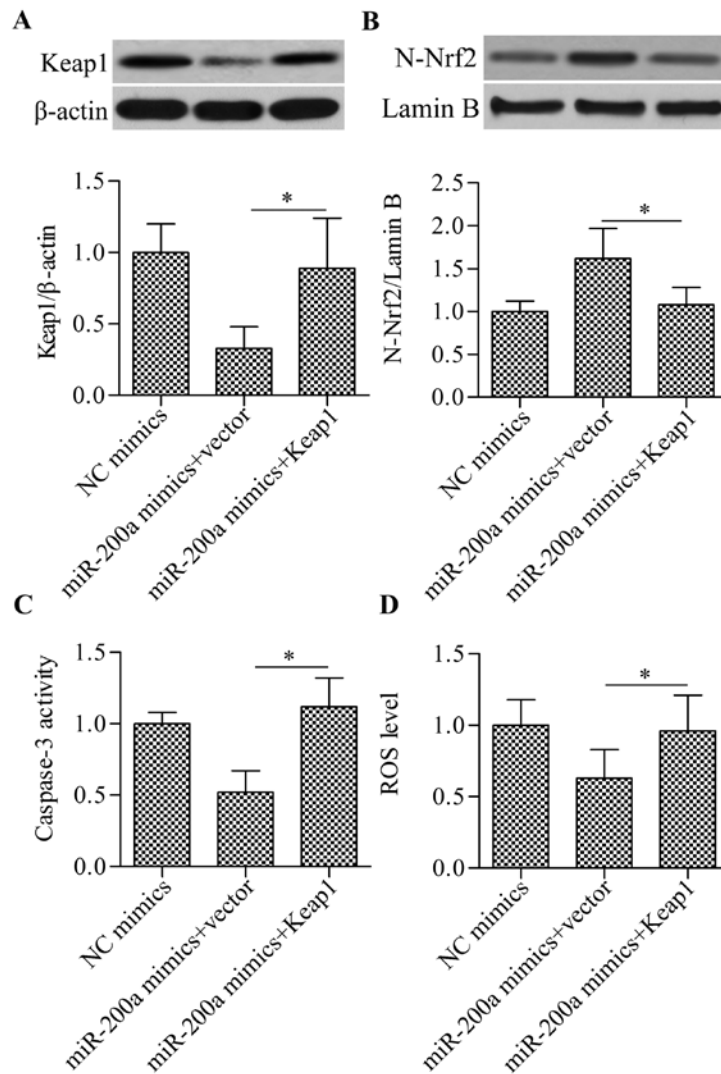 A
Keap1
β-actin
Keap1/β-actin
1.5
1.0
0.5
0.0
*
NC mimics
miR-200a mimics+vector
miR-200a mimics+Keap1
B
N-Nrf2
Lamin B
N-Nrf2/Lamin B
2.5
2.0
1.5
1.0
0.5
0.0
*
NC mimics
miR-200a mimics+vector
miR-200a mimics+Keap1
C
Caspase-3 activity
1.5
1.0
0.5
0.0
*
NC mimics
miR-200a mimics+vector
miR-200a mimics+Keap1
D
ROS level
1.5
1.0
0.5
0.0
*
NC mimics
miR-200a mimics+vector
miR-200a mimics+Keap1